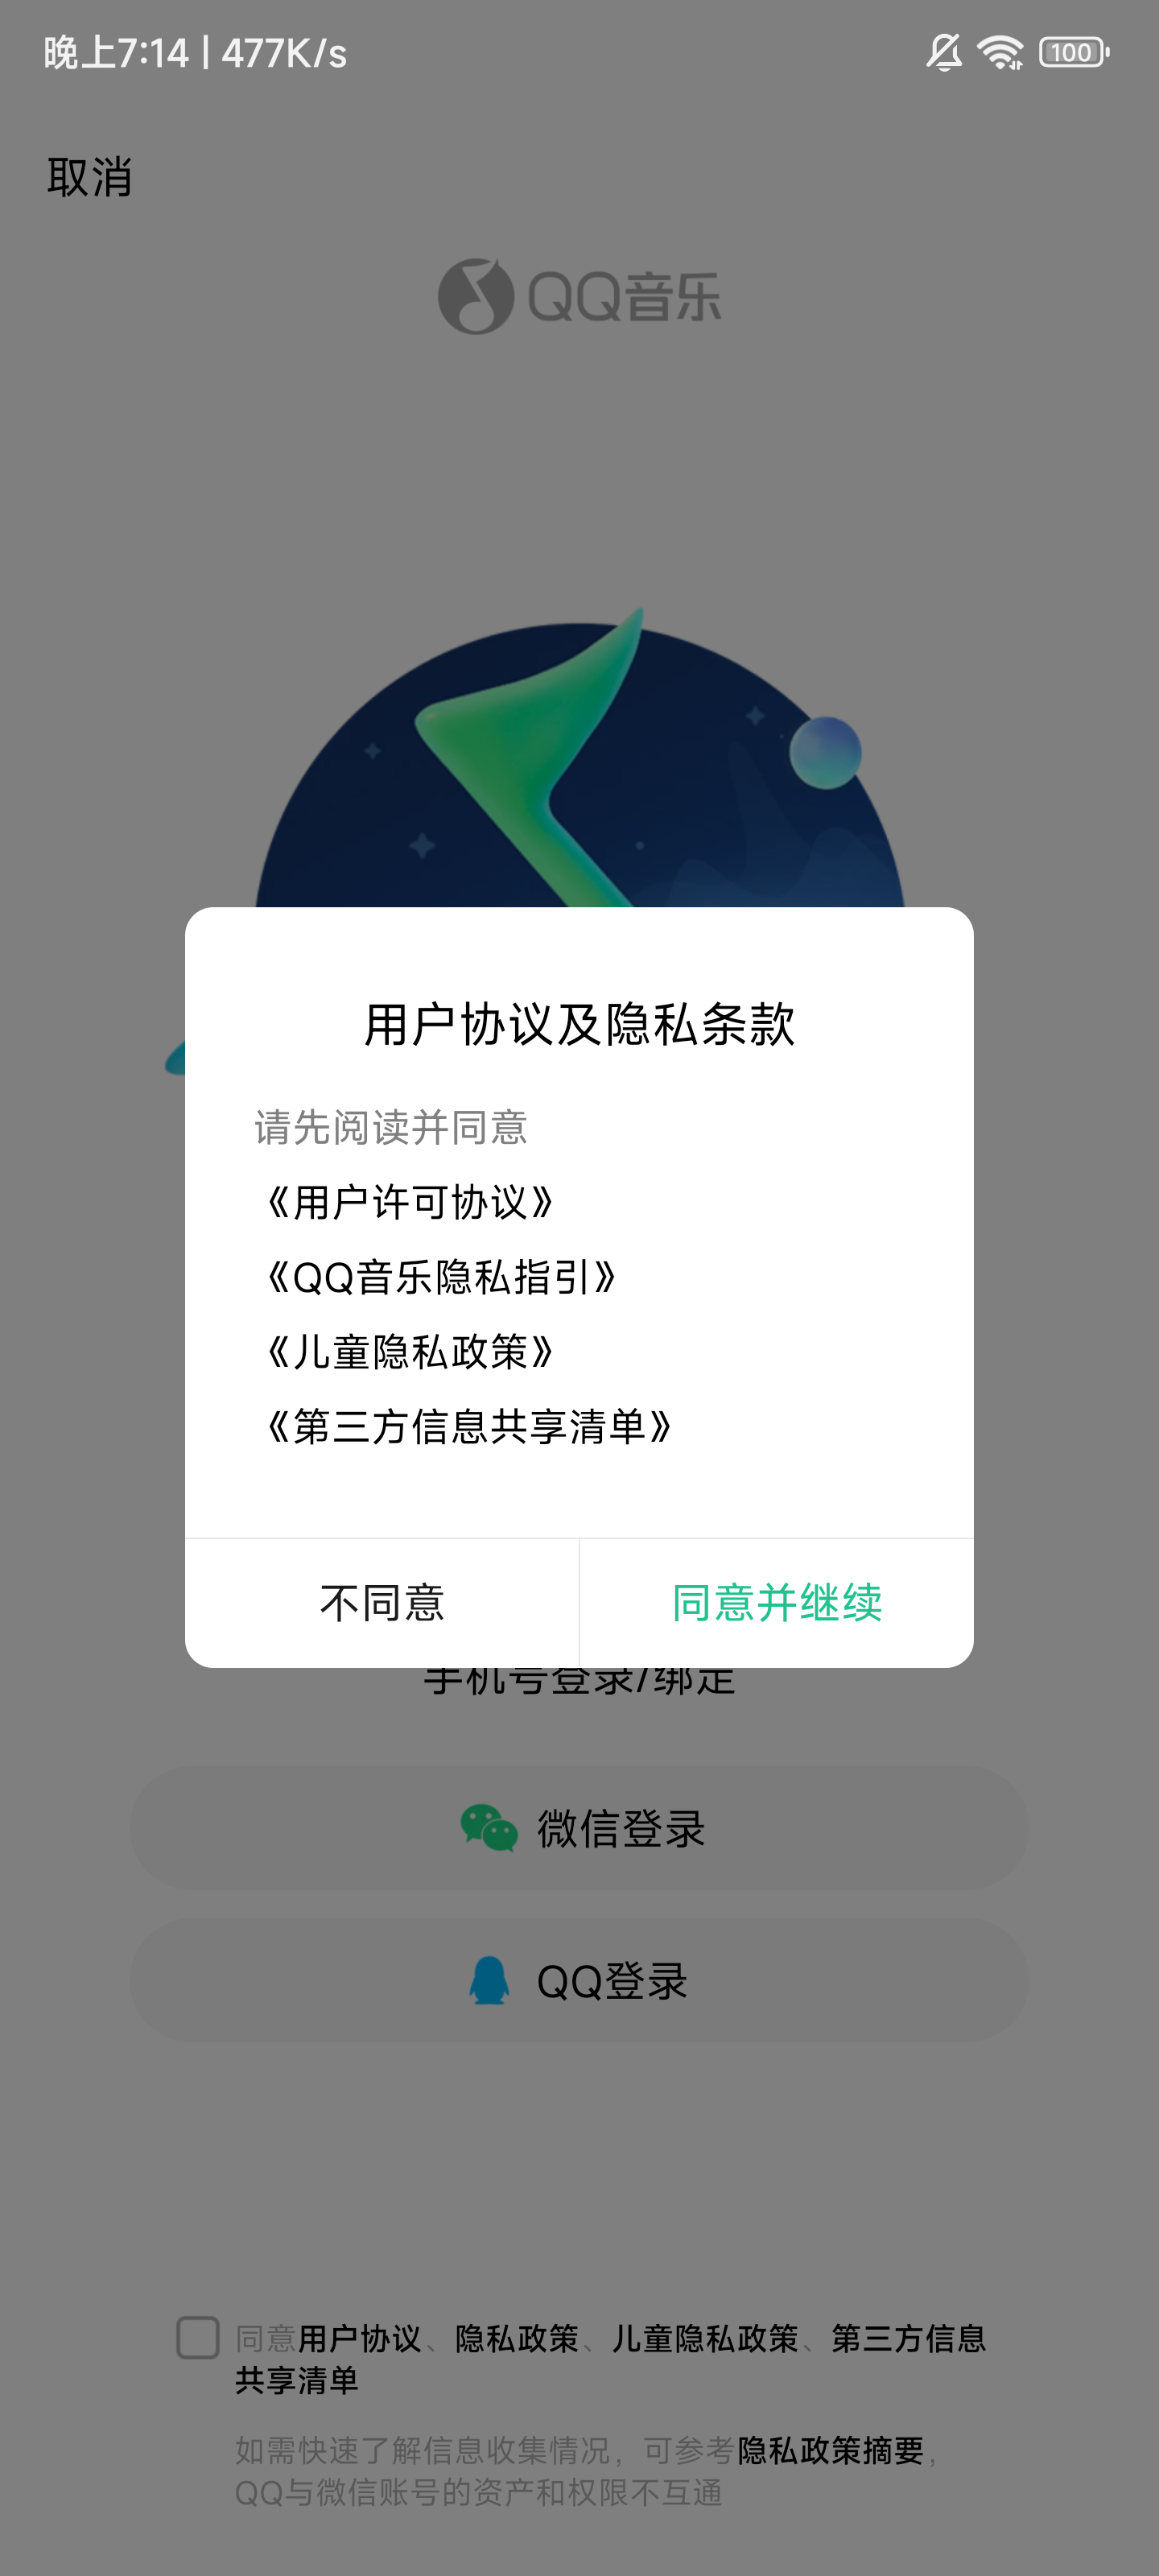 晚上7:14 | 477K/s
100
取消
QQ音乐
用户协议及隐私条款
请先阅读并同意
《用户许可协议》
《QQ音乐隐私指引》
《儿童隐私政策》
《第三方信息共享清单》
不同意
同意并继续
手机号登录/绑定
微信登录
QQ登录
同意用户协议、隐私政策、儿童隐私政策、第三方信息
共享清单
如需快速了解信息收集情况，可参考隐私政策摘要，
QQ与微信账号的资产和权限不互通